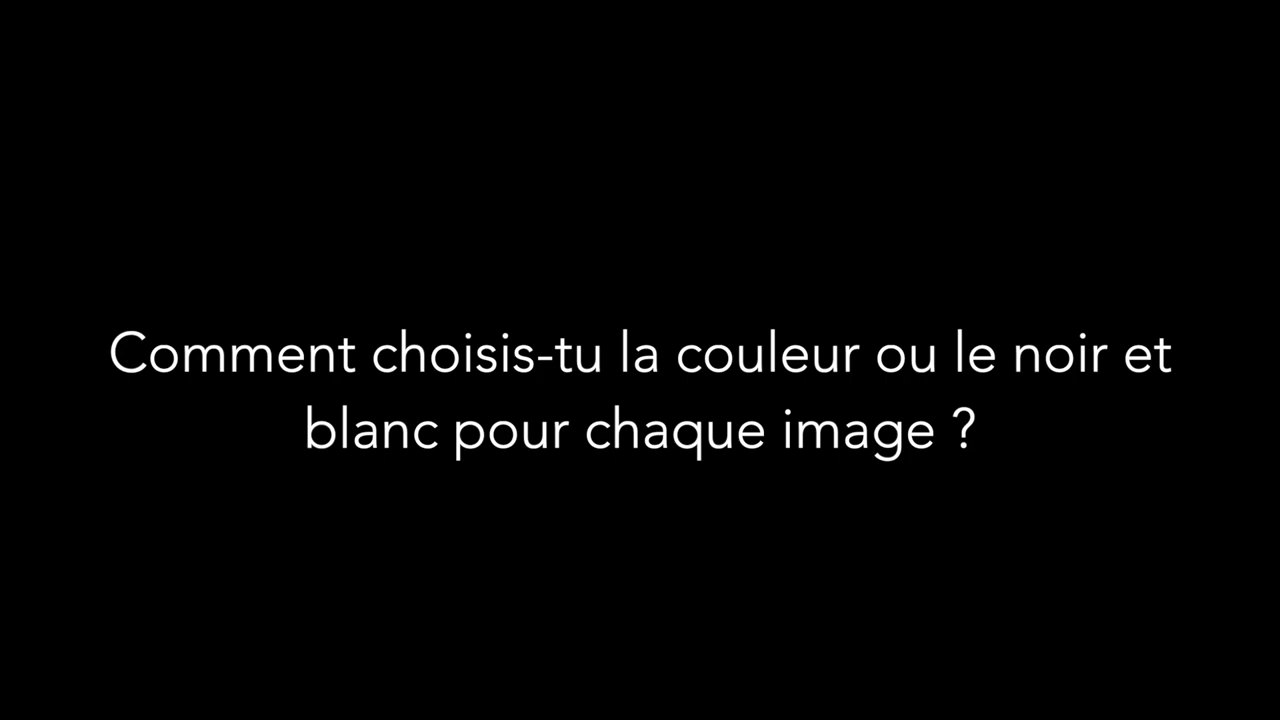 Comment choisis-tu la couleur ou le noir et
blanc pour chaque image ?